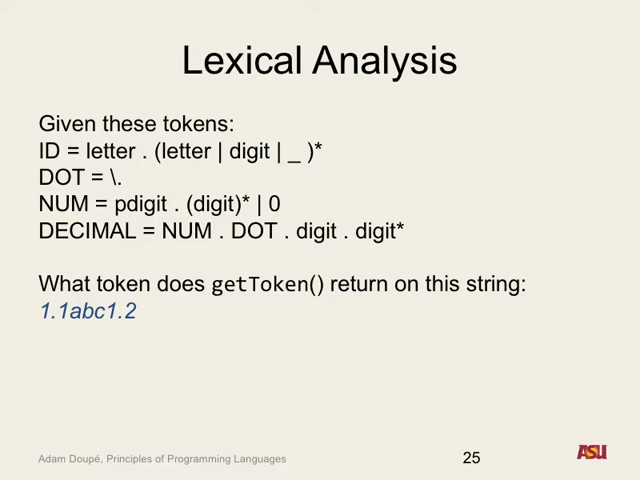 Lexical Analysis
Given these tokens:
ID = letter . (letter | digit | _ )*
DOT = \.
NUM = pdigit . (digit)* | 0
DECIMAL = NUM . DOT . digit . digit*
What token does getToken() return on this string:
1.1abc1.2
Adam Doupé, Principles of Programming Languages
25
ASU